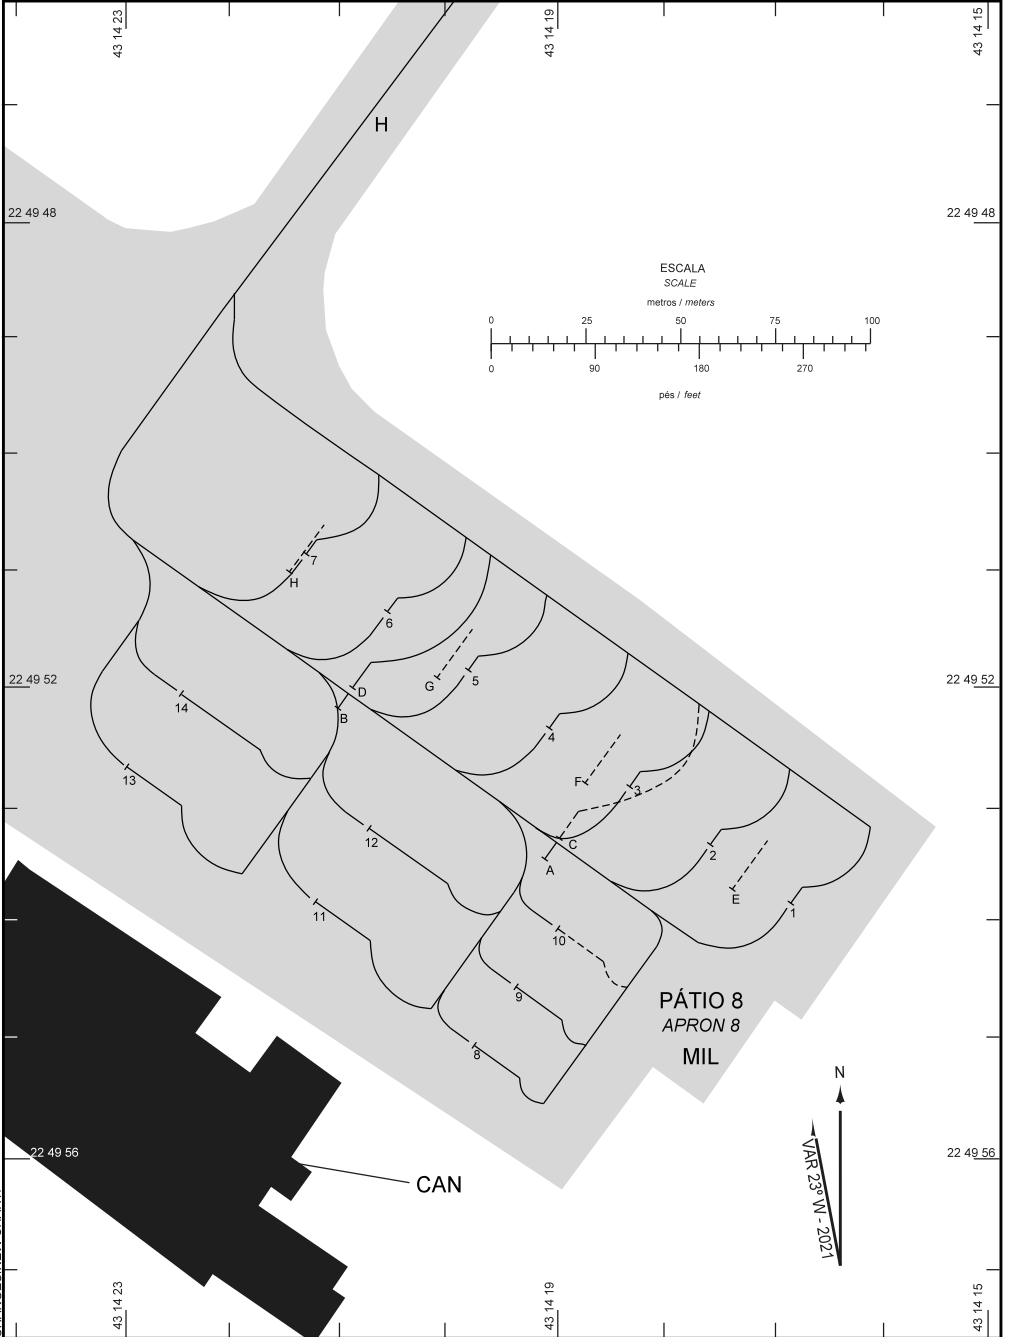 43 14 23
43 14 19
43 14 15
H
22 49 48
22 49 48
ESCALA
SCALE
metros / meters
0 25 50 75 100
0 90 180 270
pés / feet
7
H
6
D
G
5
B
14
13
22 49 52
22 49 52
4
F
3
C
A
2
E
1
12
11
10
9
8
PÁTIO 8
APRON 8
MIL
N
VAR 23º W - 2021
22 49 56
22 49 56
CAN
43 14 23
43 14 19
43 14 15